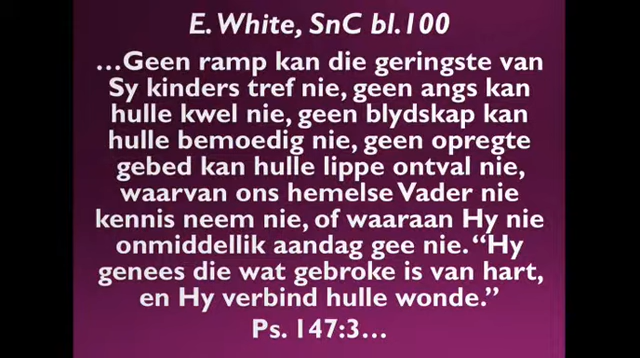 E. White, SnC bl.100
...Geen ramp kan die geringste van
Sy kinders tref nie, geen angs kan
hulle kwel nie, geen blydskap kan
hulle bemoedig nie, geen opregte
gebed kan hulle lippe ontval nie,
waarvan ons hemelse Vader nie
kennis neem nie, of waaraan Hy nie
onmiddellik aandag gee nie. “Hy
genees die wat gebroke is van hart,
en Hy verbind hulle wonde.”
Ps. 147:3...